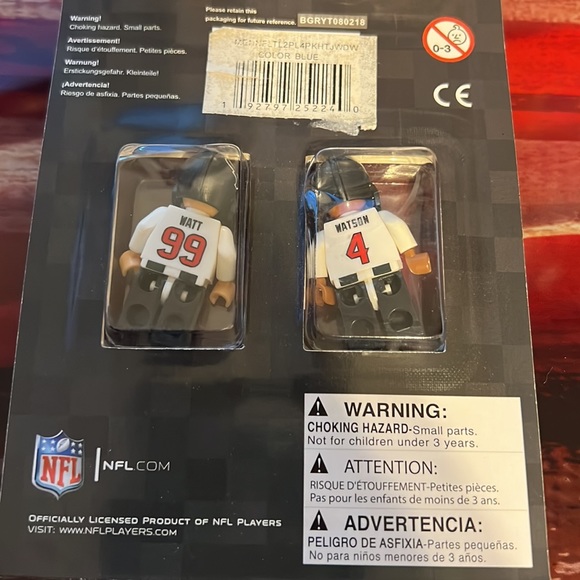 Warning!
Choking hazard. Small parts.
Avertissement!
Risque d'étouffement. Petites pièces.
Warnung!
Erstickungsgefahr. Kleinteile!
¡Advertencia!
Riesgo de asfixia. Partes pequeñas.
Please retain this
packaging for future reference.
BGRYT080218
COLOR BLUE
1 92797 25224 0
0-3
CE
WATT
99
WATSON
4
NFL
NFL.COM
OFFICIALLY LICENSED PRODUCT OF NFL PLAYERS
VISIT: WWW.NFLPLAYERS.COM
WARNING:
CHOKING HAZARD-Small parts.
Not for children under 3 years.
ATTENTION:
RISQUE D'ÉTOUFFEMENT-Petites pièces.
Pas pour les enfants de moins de 3 ans.
ADVERTENCIA:
PELIGRO DE ASFIXIA-Partes pequeñas.
No para niños menores de 3 años.